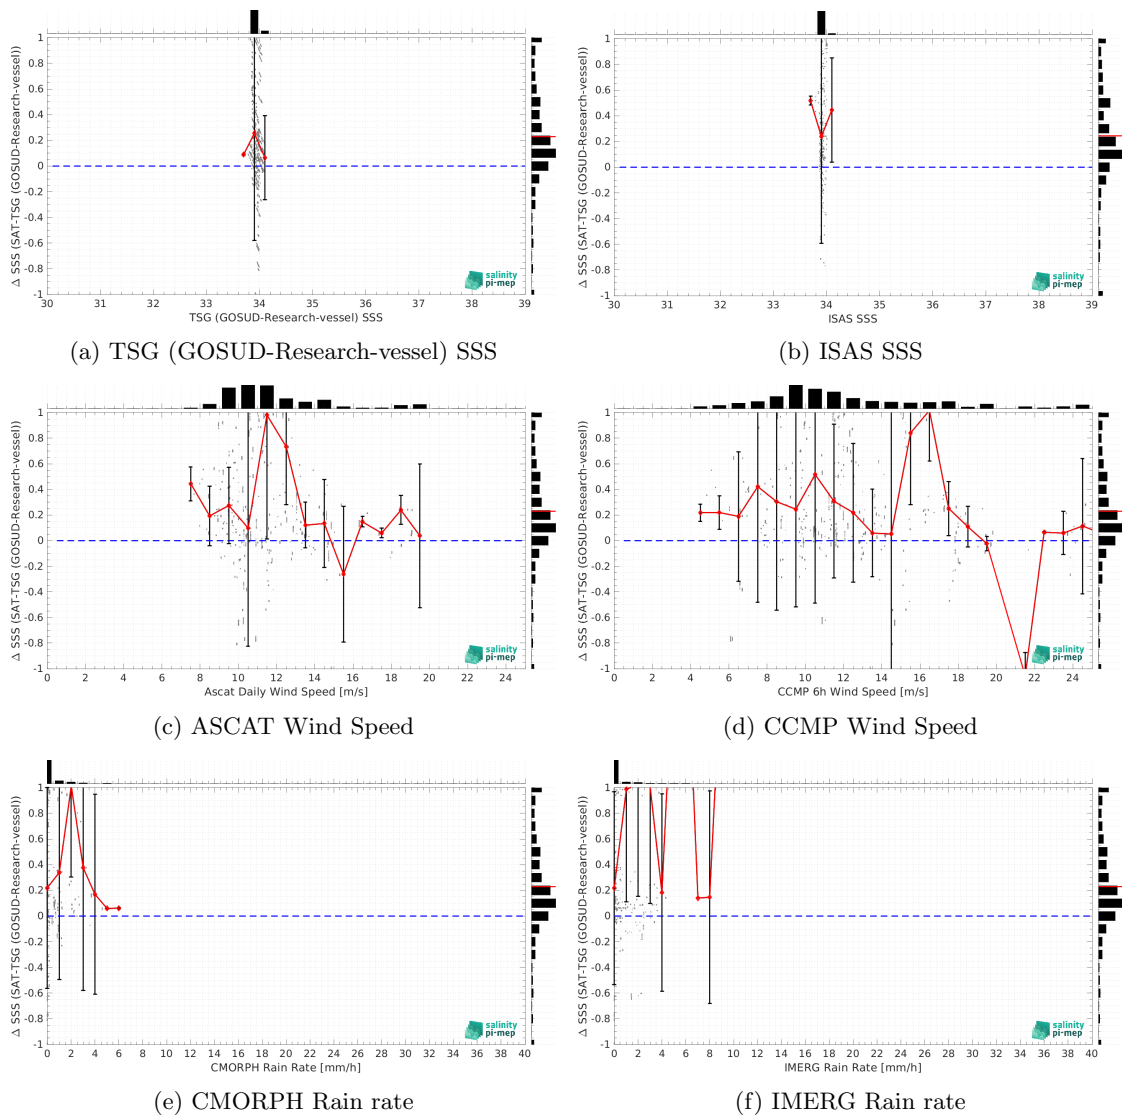 Δ SSS (SAT-TSG (GOSUD-Research-vessel))
1
0.8
0.6
0.4
0.2
0
-0.2
-0.4
-0.6
-0.8
-1
30 31 32 33 34 35 36 37 38 39
TSG (GOSUD-Research-vessel) SSS
salinity
pi-mep
(a) TSG (GOSUD-Research-vessel) SSS
Δ SSS (SAT-TSG (GOSUD-Research-vessel))
1
0.8
0.6
0.4
0.2
0
-0.2
-0.4
-0.6
-0.8
-1
30 31 32 33 34 35 36 37 38 39
ISAS SSS
salinity
pi-mep
(b) ISAS SSS
Δ SSS (SAT-TSG (GOSUD-Research-vessel))
1
0.8
0.6
0.4
0.2
0
-0.2
-0.4
-0.6
-0.8
-1
0 2 4 6 8 10 12 14 16 18 20 22 24
Ascat Daily Wind Speed [m/s]
salinity
pi-mep
(c) ASCAT Wind Speed
Δ SSS (SAT-TSG (GOSUD-Research-vessel))
1
0.8
0.6
0.4
0.2
0
-0.2
-0.4
-0.6
-0.8
-1
0 2 4 6 8 10 12 14 16 18 20 22 24
CCMP 6h Wind Speed [m/s]
salinity
pi-mep
(d) CCMP Wind Speed
Δ SSS (SAT-TSG (GOSUD-Research-vessel))
1
0.8
0.6
0.4
0.2
0
-0.2
-0.4
-0.6
-0.8
-1
0 2 4 6 8 10 12 14 16 18 20 22 24 26 28 30 32 34 36 38 40
CMORPH Rain Rate [mm/h]
salinity
pi-mep
(e) CMORPH Rain rate
Δ SSS (SAT-TSG (GOSUD-Research-vessel))
1
0.8
0.6
0.4
0.2
0
-0.2
-0.4
-0.6
-0.8
-1
0 2 4 6 8 10 12 14 16 18 20 22 24 26 28 30 32 34 36 38 40
IMERG Rain Rate [mm/h]
salinity
pi-mep
(f) IMERG Rain rate